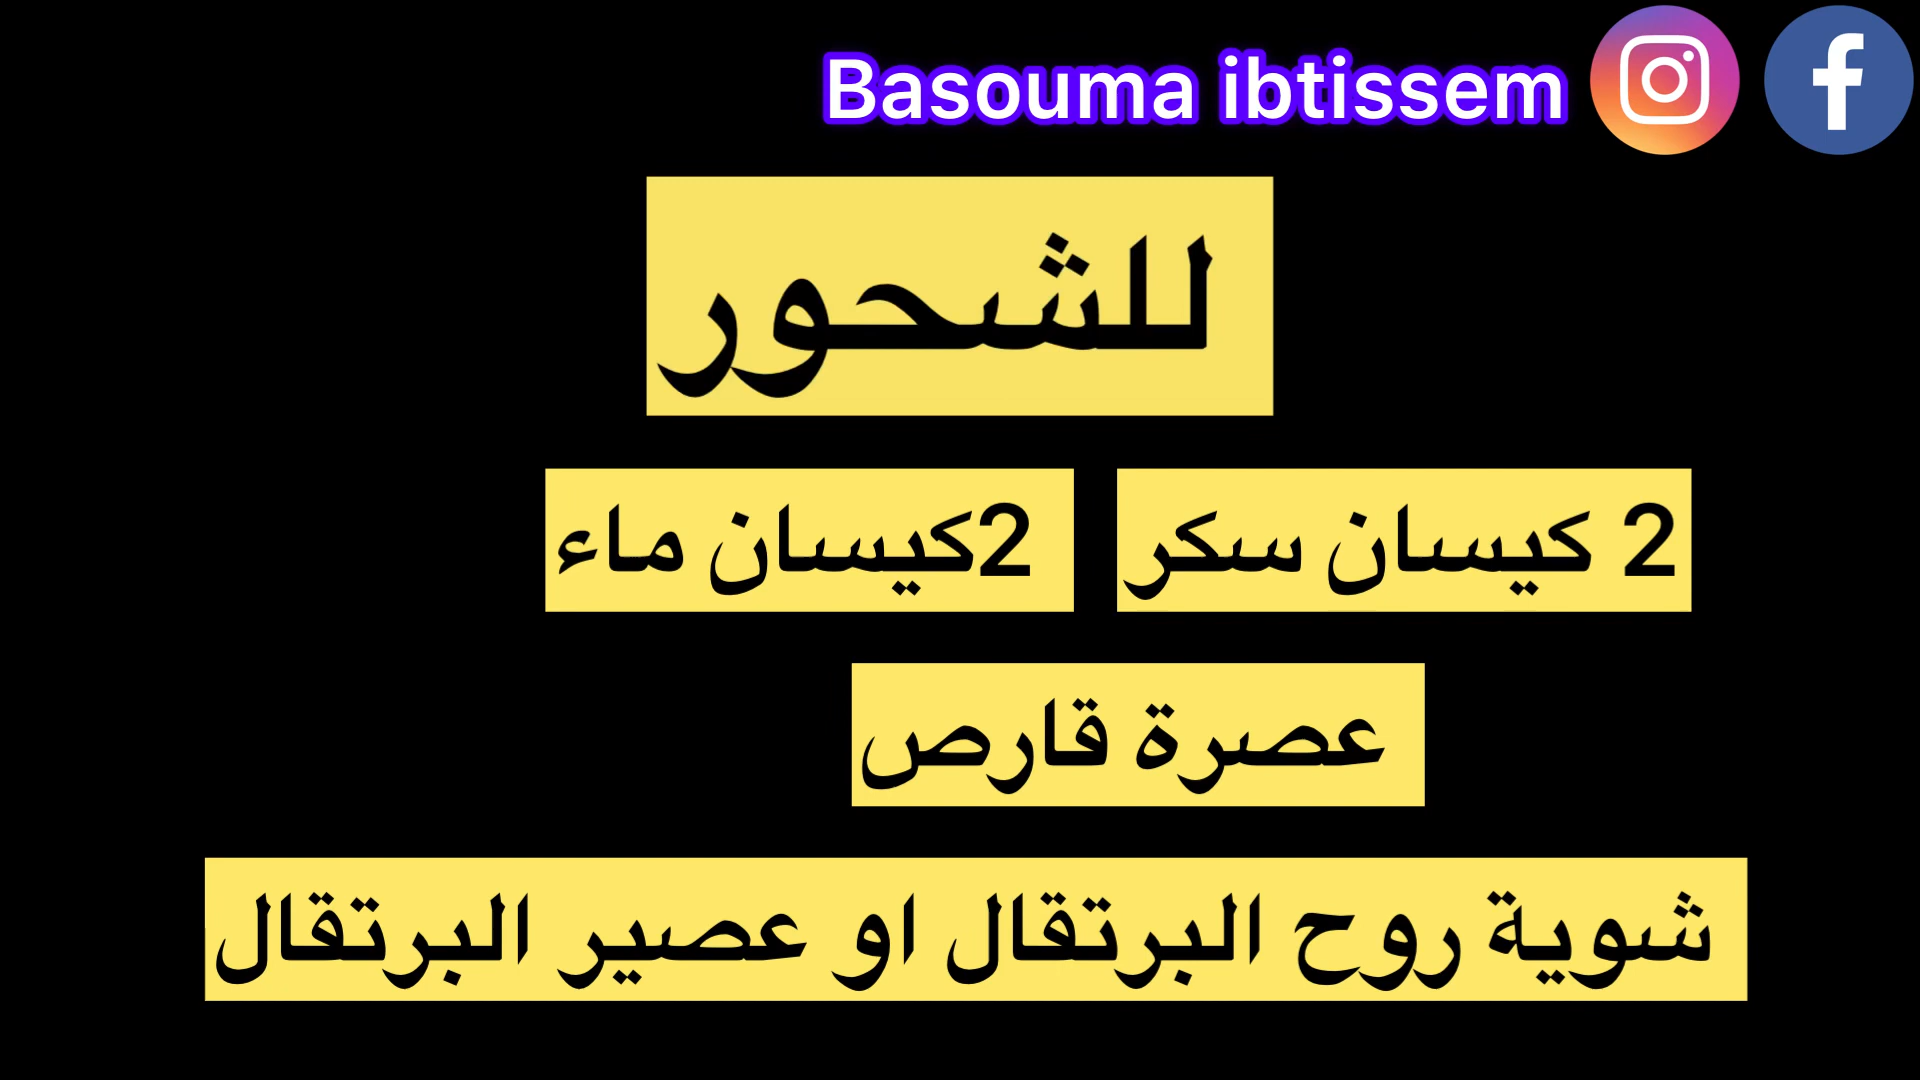 Basouma ibtissem
للشحور
2 كيسان سكر 2كيسان ماء
عصرة قارص
شوية روح البرتقال او عصير البرتقال